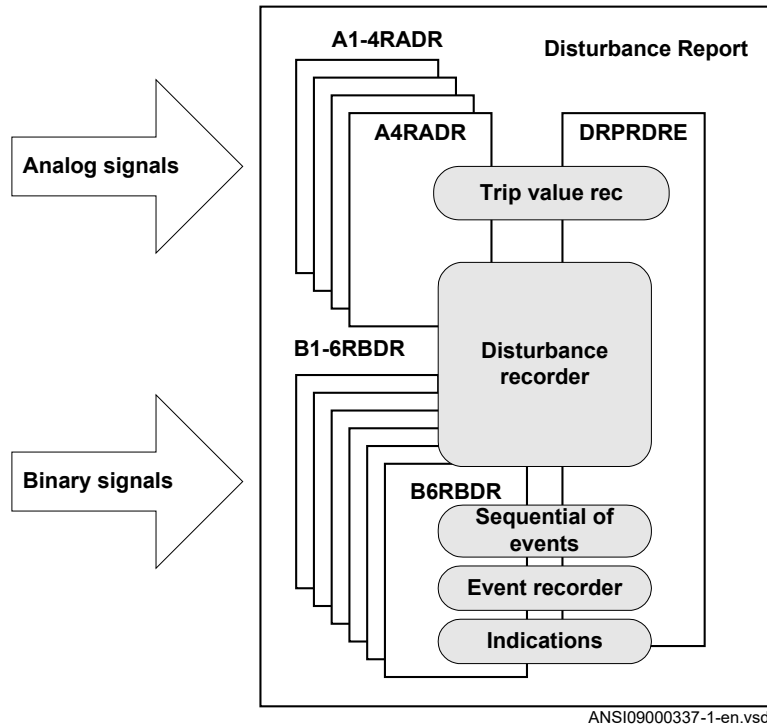 A1-4RADR
Disturbance Report
A4RADR
DRPRDRE
Analog signals
Trip value rec
B1-6RBDR
Disturbance
recorder
Binary signals
B6RBDR
Sequential of
events
Event recorder
Indications
ANSI09000337-1-en.vsd